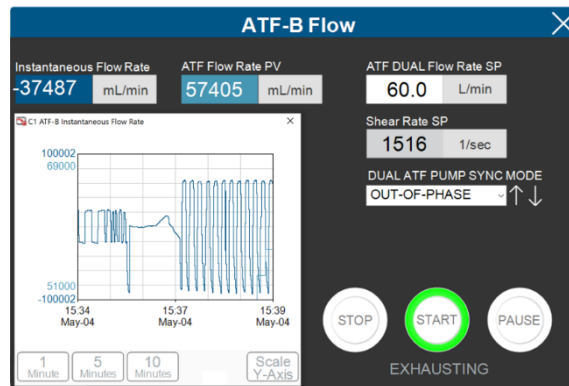 ATF-B Flow
Instantaneous Flow Rate
-37487 mL/min
ATF Flow Rate PV
57405 mL/min
ATF DUAL Flow Rate SP
60.0 L/min
Shear Rate SP
1516 1/sec
DUAL ATF PUMP SYNC MODE
OUT-OF-PHASE
C1 ATF-B Instantaneous Flow Rate
100002
69000
51000
-100002
15:34 15:37 15:39
May-04 May-04 May-04
1 Minute
5 Minutes
10 Minutes
Scale Y-Axis
STOP START PAUSE
EXHAUSTING